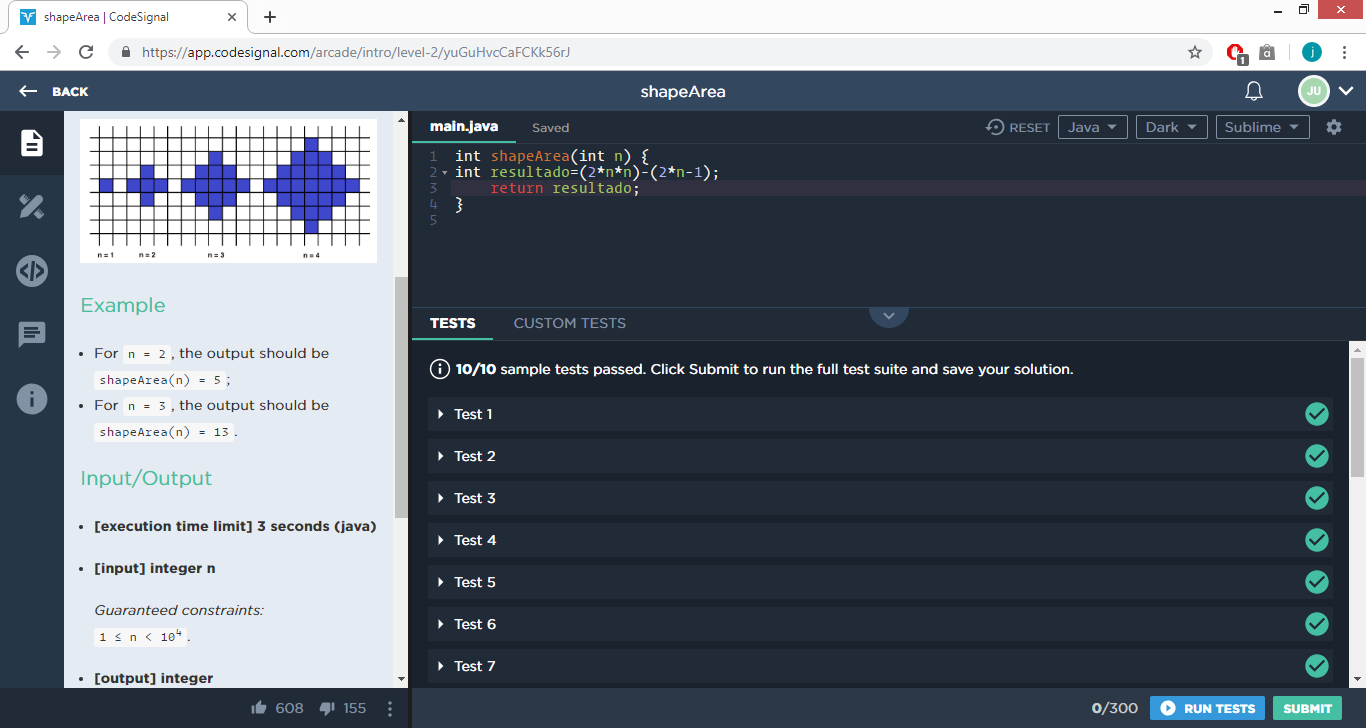 shapeArea | CodeSignal
https://app.codesignal.com/arcade/intro/level-2/yuGuHvcCaFCKk56rJ
1
j
BACK
shapeArea
JU
n = 1 n = 2 n = 3 n = 4
Example
• For n = 2, the output should be
shapeArea(n) = 5;
• For n = 3, the output should be
shapeArea(n) = 13.
Input/Output
• [execution time limit] 3 seconds (java)
• [input] integer n
Guaranteed constraints:
1 ≤ n < 10⁴.
• [output] integer
608 155
main.java Saved RESET Java Dark Sublime
1 int shapeArea(int n) {
2 int resultado=(2*n*n)-(2*n-1);
3 return resultado;
4 }
5
TESTS CUSTOM TESTS
10/10 sample tests passed. Click Submit to run the full test suite and save your solution.
Test 1
Test 2
Test 3
Test 4
Test 5
Test 6
Test 7
0/300 RUN TESTS SUBMIT